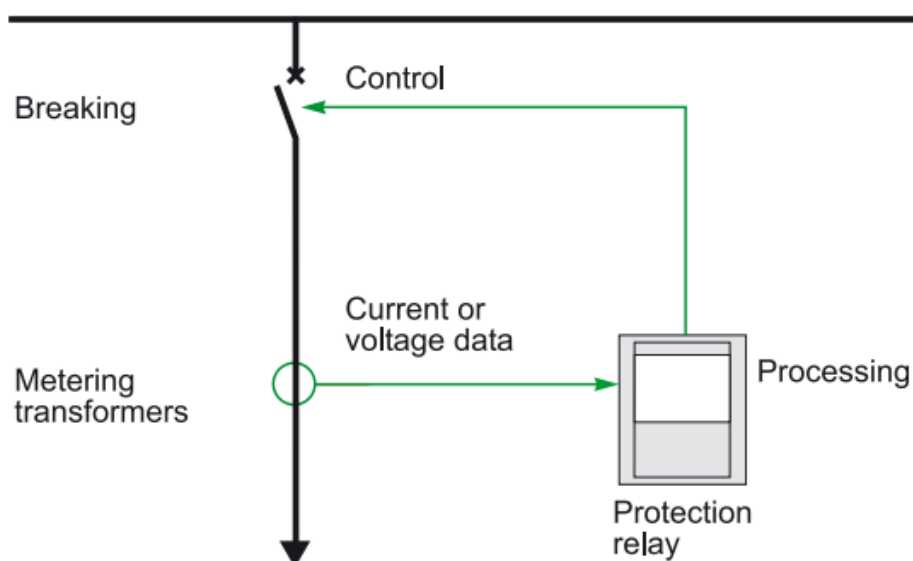 Control
Breaking
Current or
voltage data
Metering
transformers
Processing
Protection
relay